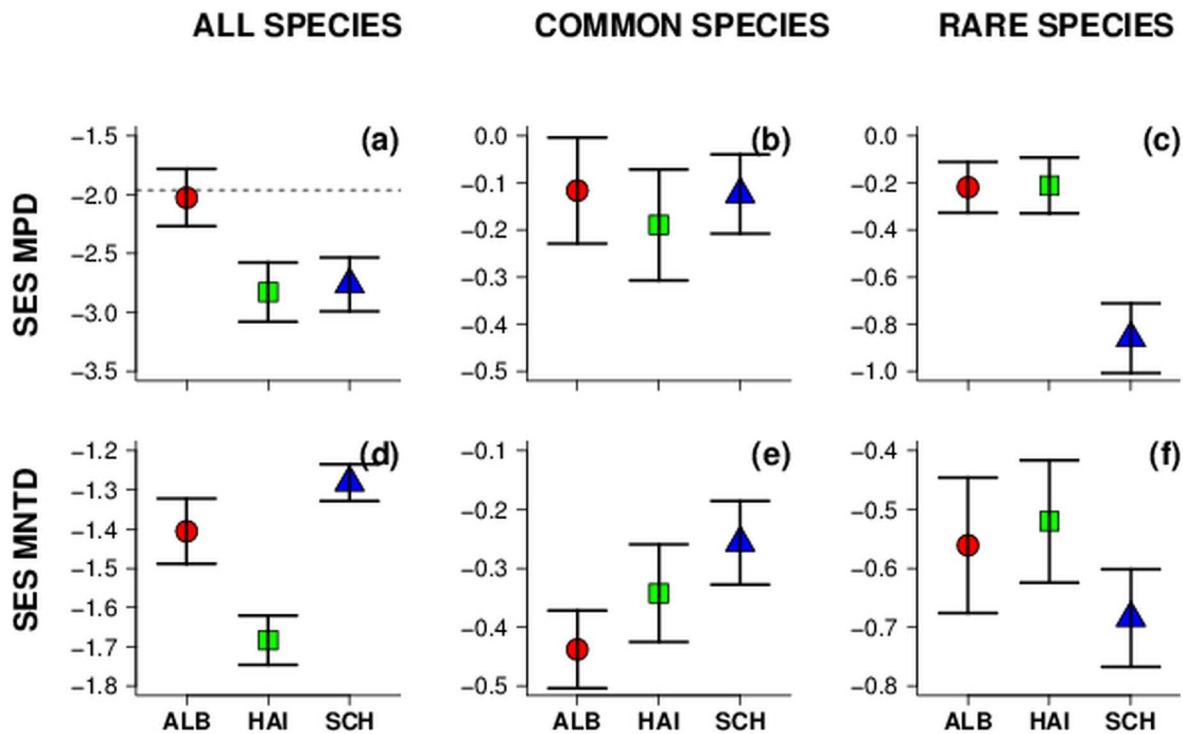 ALL SPECIES COMMON SPECIES RARE SPECIES
SES MPD
(a)
−1.5
−2.0
−2.5
−3.0
−3.5
(b)
0.0
−0.1
−0.2
−0.3
−0.4
−0.5
(c)
0.0
−0.2
−0.4
−0.6
−0.8
−1.0
SES MNTD
(d)
−1.2
−1.3
−1.4
−1.5
−1.6
−1.7
−1.8
ALB HAI SCH
(e)
−0.1
−0.2
−0.3
−0.4
−0.5
ALB HAI SCH
(f)
−0.4
−0.5
−0.6
−0.7
−0.8
ALB HAI SCH